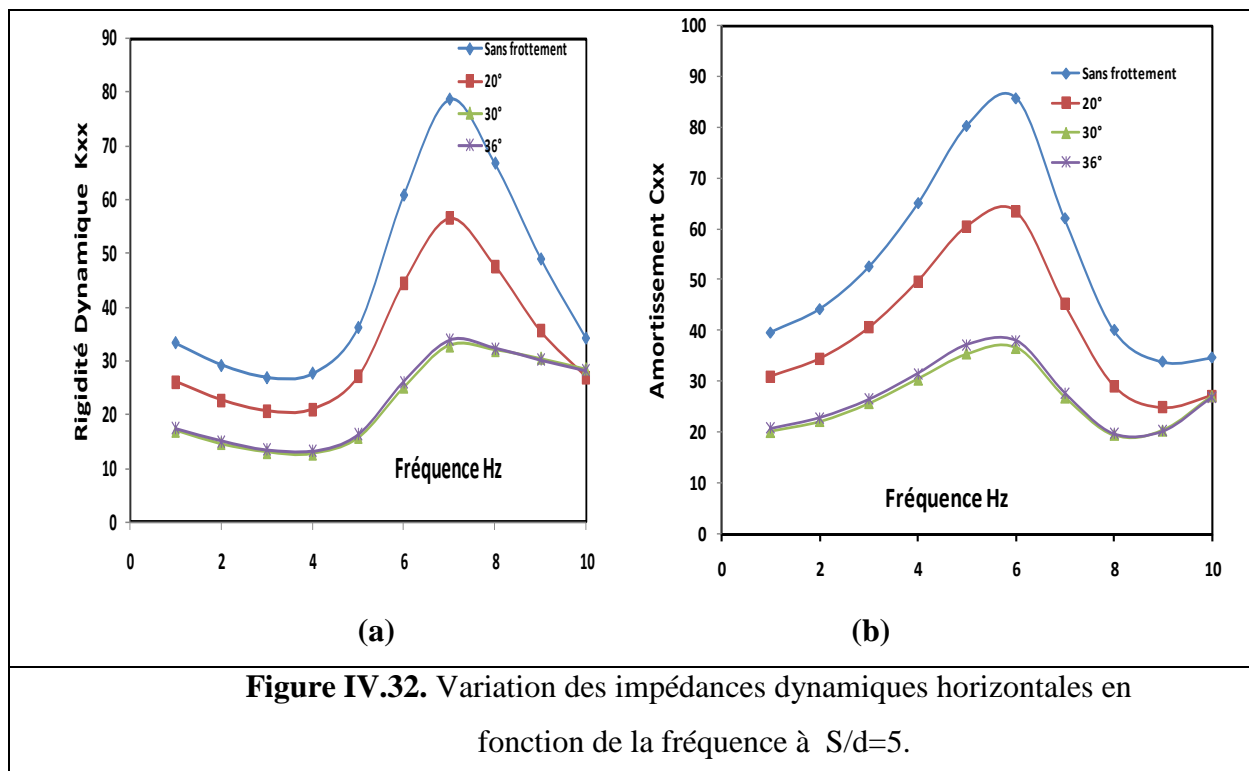 90
80
70
60
50
40
30
20
10
0
Rigidité Dynamique Kxx
Sans frottement
20°
30°
36°
Fréquence Hz
0 2 4 6 8 10
(a)
100
90
80
70
60
50
40
30
20
10
0
Amortissement Cxx
Sans frottement
20°
30°
36°
Fréquence Hz
0 2 4 6 8 10
(b)
Figure IV.32. Variation des impédances dynamiques horizontales en
fonction de la fréquence à S/d=5.